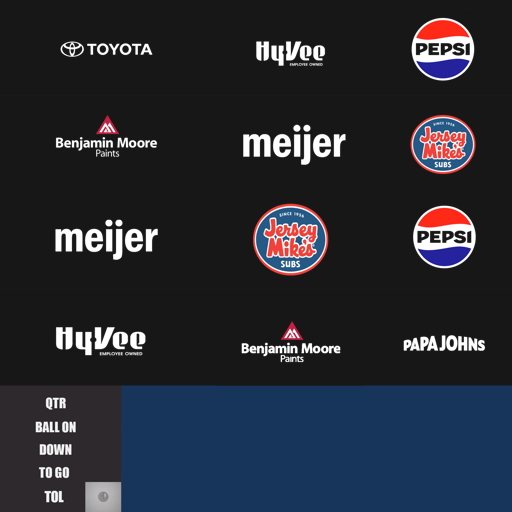 TOYOTA
HyVee
EMPLOYEE OWNED
PEPSI
Benjamin Moore
Paints
meijer
SINCE 1956
Jersey
Mike's
SUBS
meijer
SINCE 1956
Jersey
Mike's
SUBS
PEPSI
HyVee
EMPLOYEE OWNED
Benjamin Moore
Paints
PAPA JOHNS
QTR
BALL ON
DOWN
TO GO
TOL